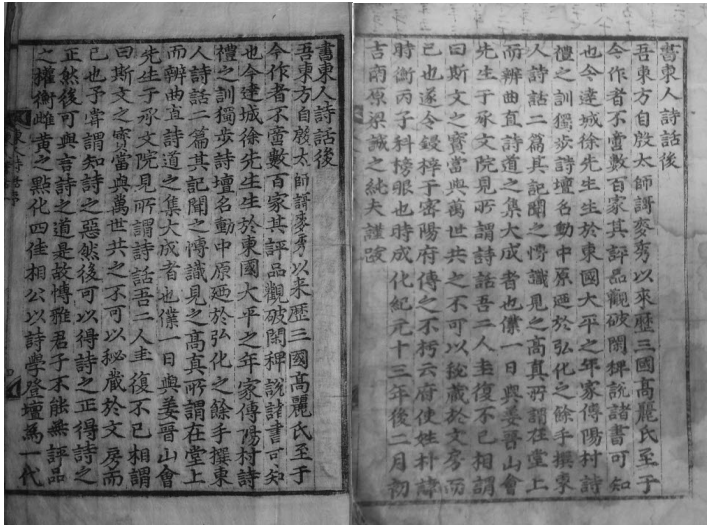 書東人詩話後
吾東方自殷太師謌麥秀以來歷三國高麗氏至于
今作者不啻數百家其評品觀破閑稗說諸書可知
也今達城徐先生生於東國大平之年家傳陽村詩
禮之訓獨步詩壇名動中原廼於弘化之餘手撰東
人詩話二篇其記聞之博識見之高真所謂在堂上
而辨曲直詩道之集大成者也僕一日與姜晋山會
先生于承文院見所謂詩話吾二人圭復不已相謂
曰斯文之寶當與萬世共之不可以秘藏於文房而
已也遂令鋟梓于密陽府傳之不朽云府使姓朴諱
時衡丙子科榜眼也時成化紀元十三年後二月初
吉南原梁誠之純夫謹跋
書東人詩話後
吾東方自殷太師謌麥秀以來歷三國高麗氏至于
今作者不啻數百家其評品觀破閑稗說諸書可知
也今達城徐先生生於東國大平之年家傳陽村詩
禮之訓獨步詩壇名動中原廼於弘化之餘手撰東
人詩話二篇其記聞之博識見之高真所謂在堂上
而辨曲直詩道之集大成者也僕一日與姜晋山會
先生于承文院見所謂詩話吾二人圭復不已相謂
曰斯文之寶當與萬世共之不可以秘藏於文房而
已也予嘗謂知詩之惡然後可以得詩之正得詩之
正然後可與言詩之道是故博雅君子不能無評品
之權衡雌黃之點化四佳相公以詩學登壇為一代